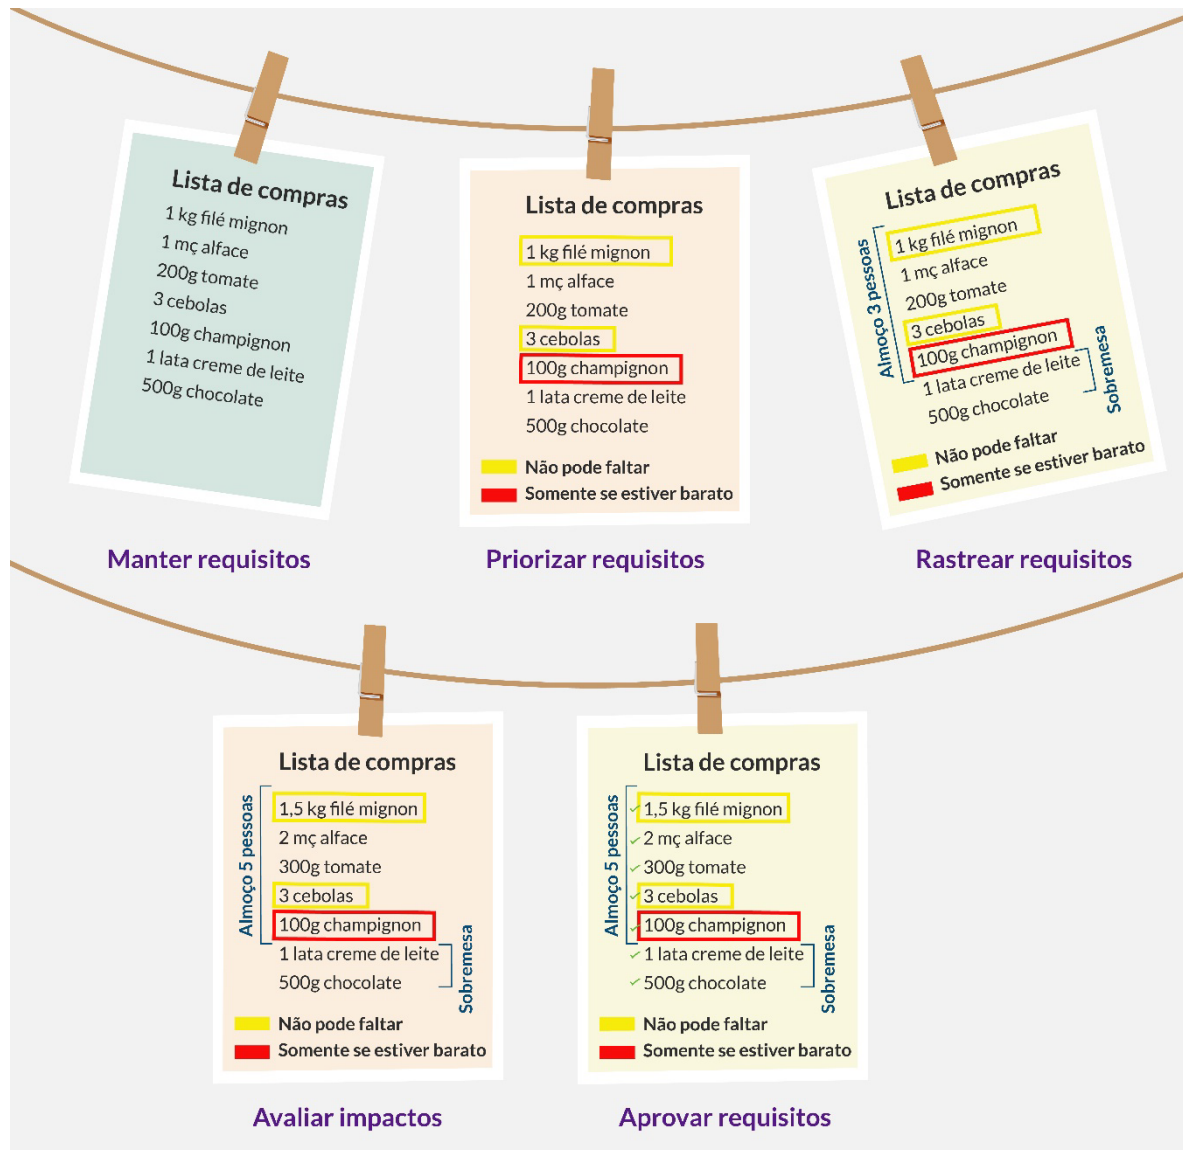 Lista de compras
1 kg filé mignon
1 mç alface
200g tomate
3 cebolas
100g champignon
1 lata creme de leite
500g chocolate
Manter requisitos
Lista de compras
1 kg filé mignon
1 mç alface
200g tomate
3 cebolas
100g champignon
1 lata creme de leite
500g chocolate
Não pode faltar
Somente se estiver barato
Priorizar requisitos
Lista de compras
Almoço 3 pessoas
1 kg filé mignon
1 mç alface
200g tomate
3 cebolas
100g champignon
1 lata creme de leite
500g chocolate
Sobremesa
Não pode faltar
Somente se estiver barato
Rastrear requisitos
Lista de compras
Almoço 5 pessoas
1,5 kg filé mignon
2 mç alface
300g tomate
3 cebolas
100g champignon
1 lata creme de leite
500g chocolate
Sobremesa
Não pode faltar
Somente se estiver barato
Avaliar impactos
Lista de compras
Almoço 5 pessoas
1,5 kg filé mignon
2 mç alface
300g tomate
3 cebolas
100g champignon
1 lata creme de leite
500g chocolate
Sobremesa
Não pode faltar
Somente se estiver barato
Aprovar requisitos